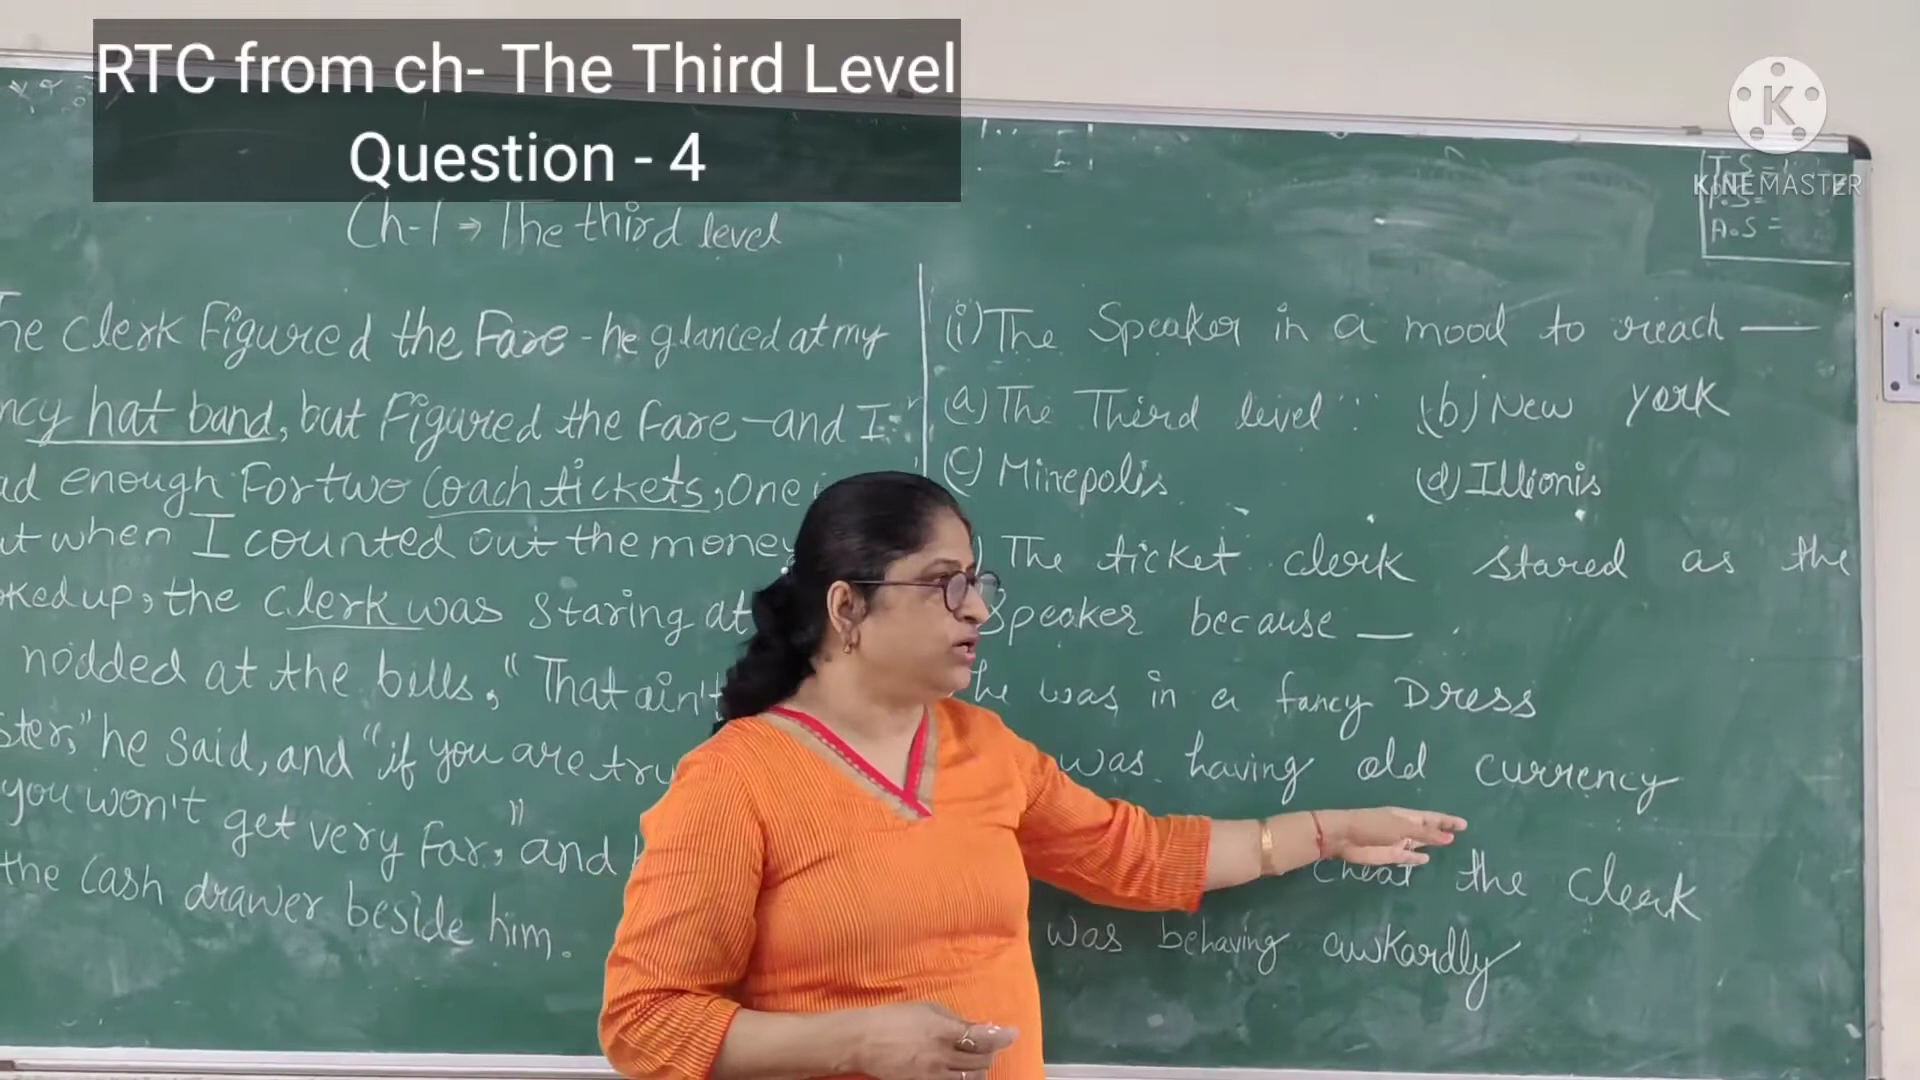 RTC from ch- The Third Level
Question - 4
K
KINEMASTER
T.S =
P.S =
A.S =
Ch-1 → The third level
he clerk Figured the Fare - he glanced at my
ncy hat band, but Figured the fare - and I
ad enough For two coach tickets, one
ut when I counted out the money
oked up, the clerk was staring at
nodded at the bills, "That ain't
ster," he said, and "if you are try
you won't get very far," and
the cash drawer beside him.
(i) The Speaker in a mood to reach —
(a) The Third level (b) New York
(c) Minepolis (d) Illionis
) The ticket clerk stared as the
Speaker because —
he was in a fancy Dress
was having old currency
cheat the clerk
was behaving awkardly